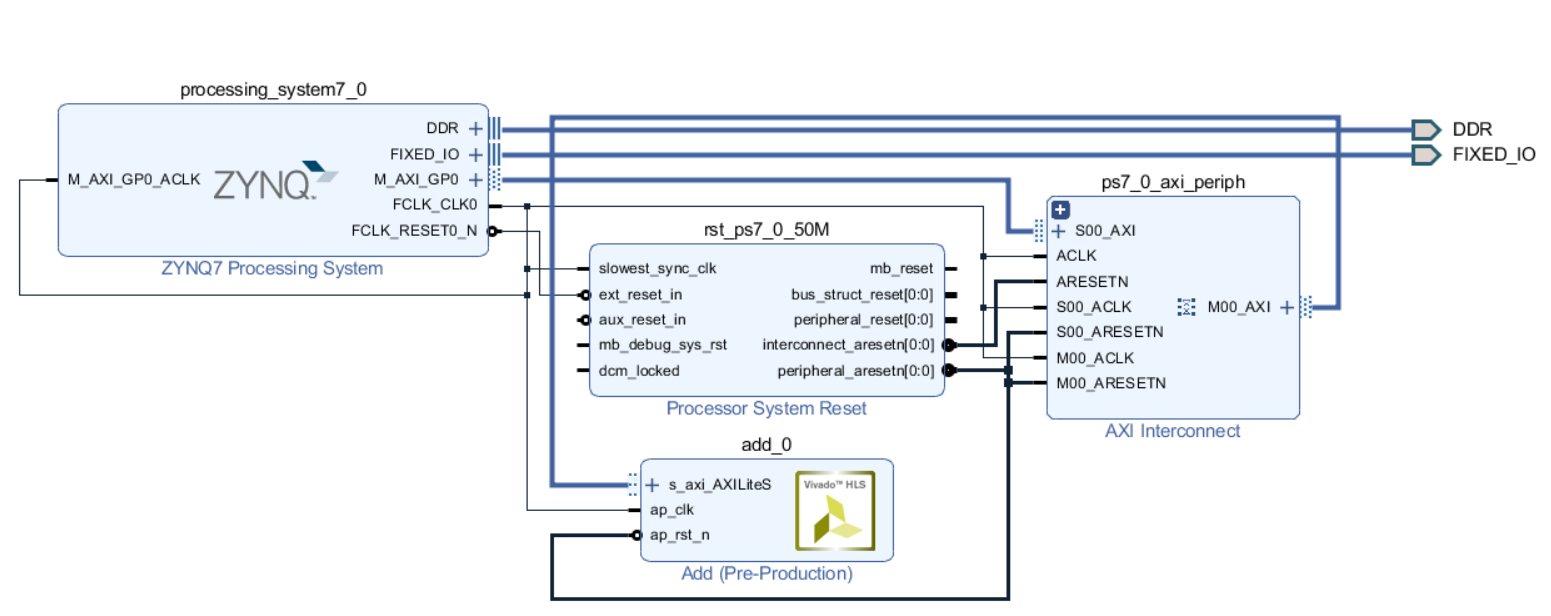 processing_system7_0
DDR
FIXED_IO
M_AXI_GP0_ACLK
ZYNQ
M_AXI_GP0
FCLK_CLK0
FCLK_RESET0_N
ZYNQ7 Processing System
DDR
FIXED_IO
rst_ps7_0_50M
slowest_sync_clk
mb_reset
ext_reset_in
bus_struct_reset[0:0]
aux_reset_in
peripheral_reset[0:0]
mb_debug_sys_rst
interconnect_aresetn[0:0]
dcm_locked
peripheral_aresetn[0:0]
Processor System Reset
ps7_0_axi_periph
S00_AXI
ACLK
ARESETN
S00_ACLK
M00_AXI
S00_ARESETN
M00_ACLK
M00_ARESETN
AXI Interconnect
add_0
s_axi_AXILiteS
Vivado™ HLS
ap_clk
ap_rst_n
Add (Pre-Production)